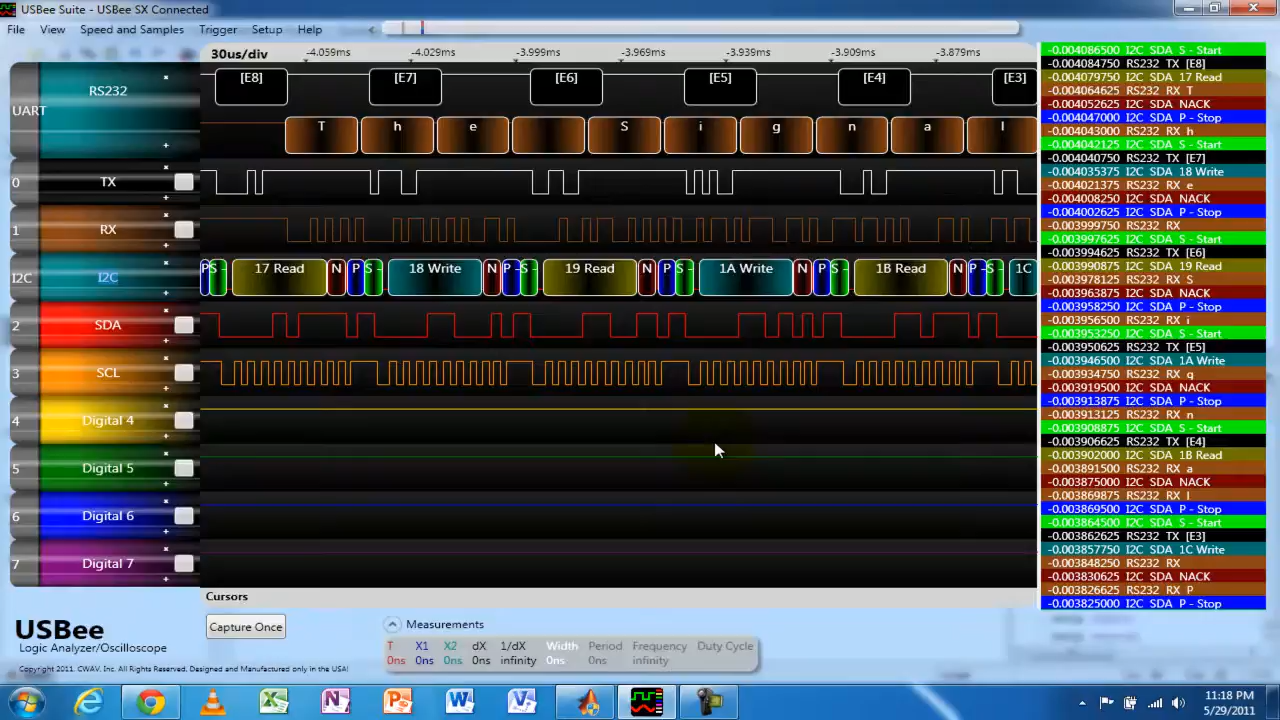 USBee Suite - USBee SX Connected
File View Speed and Samples Trigger Setup Help
30us/div -4.059ms -4.029ms -3.999ms -3.969ms -3.939ms -3.909ms -3.879ms
RS232
UART
[E8] [E7] [E6] [E5] [E4] [E3]
T h e S i g n a l
0 TX
1 RX
I2C I2C
P S - 17 Read N P S - 18 Write N P - S - 19 Read N P S - 1A Write N P S - 1B Read N P - S - 1C
2 SDA
3 SCL
4 Digital 4
5 Digital 5
6 Digital 6
7 Digital 7
-0.004086500 I2C SDA S - Start
-0.004084750 RS232 TX [E8]
-0.004079750 I2C SDA 17 Read
-0.004064625 RS232 RX T
-0.004052625 I2C SDA NACK
-0.004047000 I2C SDA P - Stop
-0.004043000 RS232 RX h
-0.004042125 I2C SDA S - Start
-0.004040750 RS232 TX [E7]
-0.004035375 I2C SDA 18 Write
-0.004021375 RS232 RX e
-0.004008250 I2C SDA NACK
-0.004002625 I2C SDA P - Stop
-0.003999750 RS232 RX
-0.003997625 I2C SDA S - Start
-0.003994625 RS232 TX [E6]
-0.003990875 I2C SDA 19 Read
-0.003978125 RS232 RX S
-0.003963875 I2C SDA NACK
-0.003958250 I2C SDA P - Stop
-0.003956500 RS232 RX i
-0.003953250 I2C SDA S - Start
-0.003950625 RS232 TX [E5]
-0.003946500 I2C SDA 1A Write
-0.003934750 RS232 RX g
-0.003919500 I2C SDA NACK
-0.003913875 I2C SDA P - Stop
-0.003913125 RS232 RX n
-0.003908875 I2C SDA S - Start
-0.003906625 RS232 TX [E4]
-0.003902000 I2C SDA 1B Read
-0.003891500 RS232 RX a
-0.003875000 I2C SDA NACK
-0.003869875 RS232 RX l
-0.003869500 I2C SDA P - Stop
-0.003864500 I2C SDA S - Start
-0.003862625 RS232 TX [E3]
-0.003857750 I2C SDA 1C Write
-0.003848250 RS232 RX
-0.003830625 I2C SDA NACK
-0.003826625 RS232 RX P
-0.003825000 I2C SDA P - Stop
Cursors
USBee
Logic Analyzer/Oscilloscope
Capture Once
Measurements
T X1 X2 dX 1/dX Width Period Frequency Duty Cycle
0ns 0ns 0ns 0ns infinity 0ns 0ns infinity
Copyright 2011. CWAV, Inc. All Rights Reserved. Designed and Manufactured only in the USA!
11:18 PM
5/29/2011